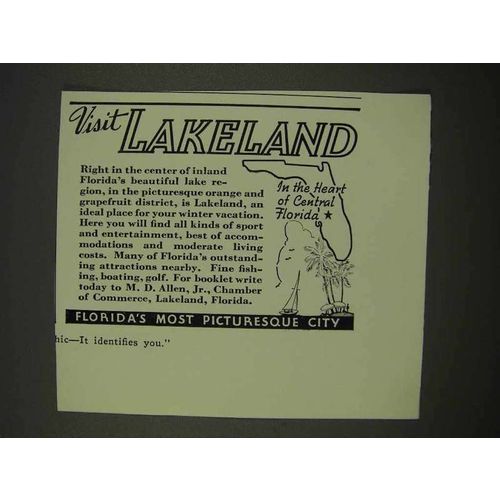 Visit LAKELAND
Right in the center of inland
Florida's beautiful lake re-
gion, in the picturesque orange and
grapefruit district, is Lakeland, an
ideal place for your winter vacation.
Here you will find all kinds of sport
and entertainment, best of accom-
modations and moderate living
costs. Many of Florida's outstand-
ing attractions nearby. Fine fish-
ing, boating, golf. For booklet write
today to M. D. Allen, Jr., Chamber
of Commerce, Lakeland, Florida.
In the Heart
of Central
Florida ★
FLORIDA'S MOST PICTURESQUE CITY
hic—It identifies you."